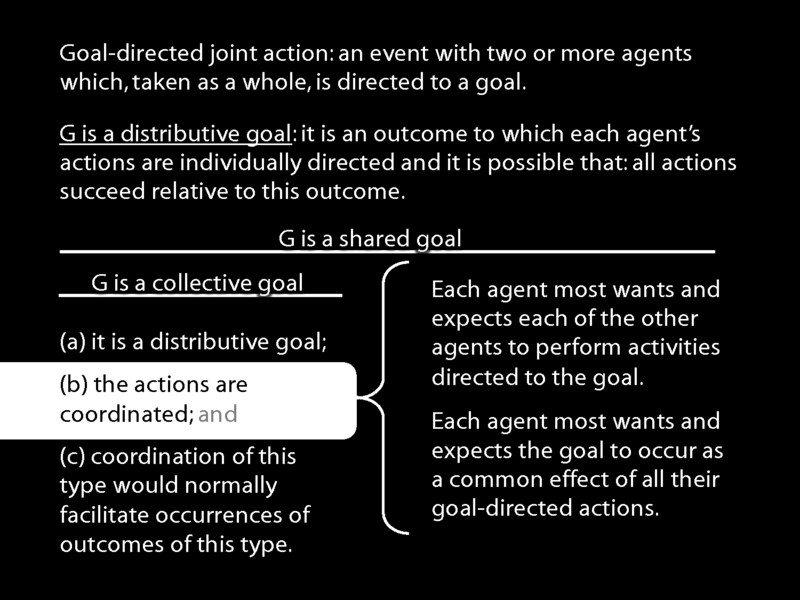 Goal-directed joint action: an event with two or more agents
which, taken as a whole, is directed to a goal.
G is a distributive goal: it is an outcome to which each agent’s
actions are individually directed and it is possible that: all actions
succeed relative to this outcome.
G is a shared goal
G is a collective goal
(a) it is a distributive goal;
(b) the actions are
coordinated; and
(c) coordination of this
type would normally
facilitate occurrences of
outcomes of this type.
Each agent most wants and
expects each of the other
agents to perform activities
directed to the goal.
Each agent most wants and
expects the goal to occur as
a common effect of all their
goal-directed actions.